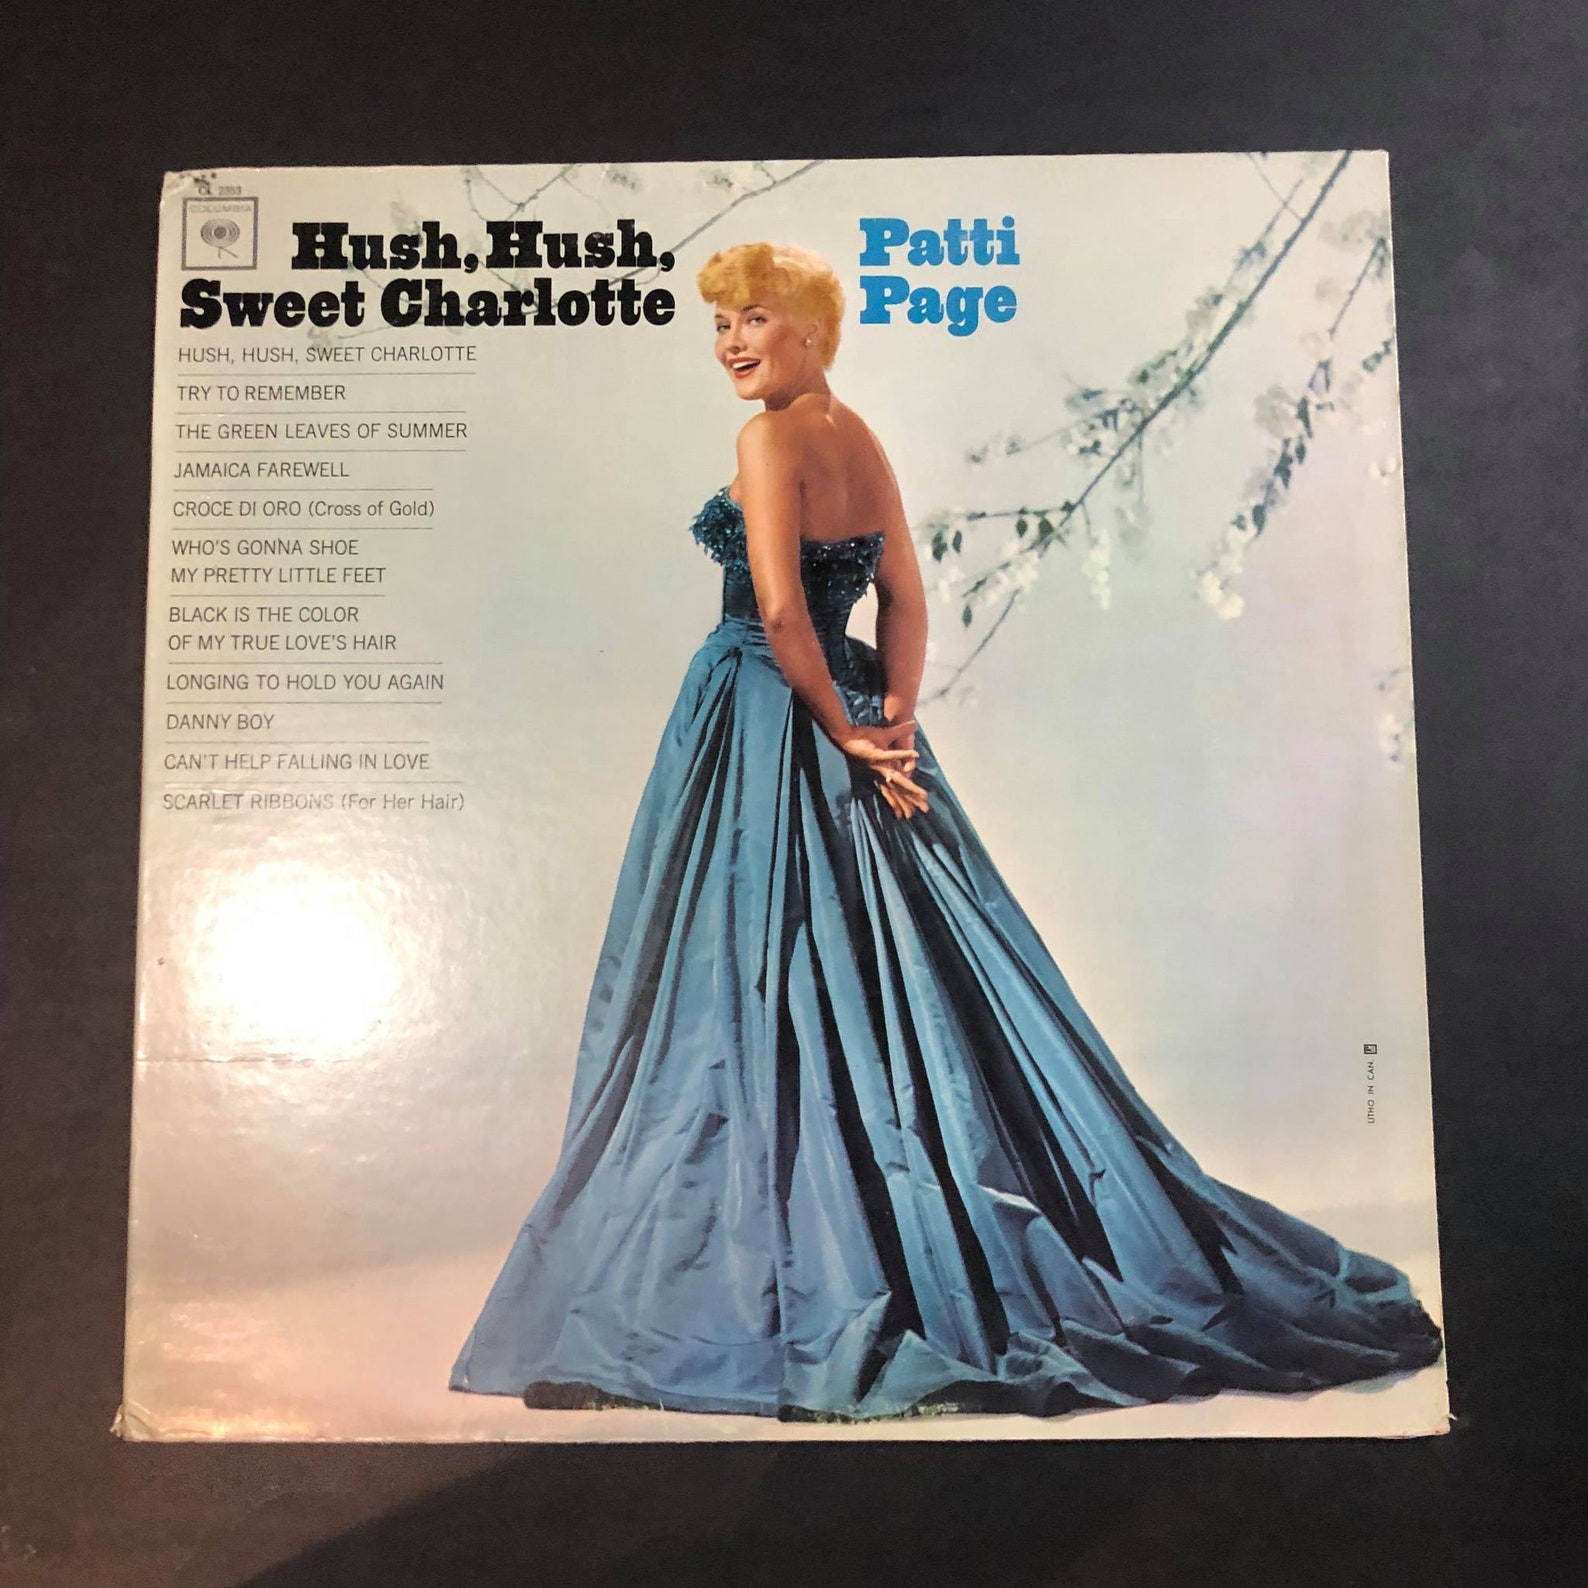 CL 2353
COLUMBIA
Hush, Hush,
Sweet Charlotte
Patti
Page
HUSH, HUSH, SWEET CHARLOTTE
TRY TO REMEMBER
THE GREEN LEAVES OF SUMMER
JAMAICA FAREWELL
CROCE DI ORO (Cross of Gold)
WHO'S GONNA SHOE
MY PRETTY LITTLE FEET
BLACK IS THE COLOR
OF MY TRUE LOVE'S HAIR
LONGING TO HOLD YOU AGAIN
DANNY BOY
CAN'T HELP FALLING IN LOVE
SCARLET RIBBONS (For Her Hair)
LITHO IN CAN.